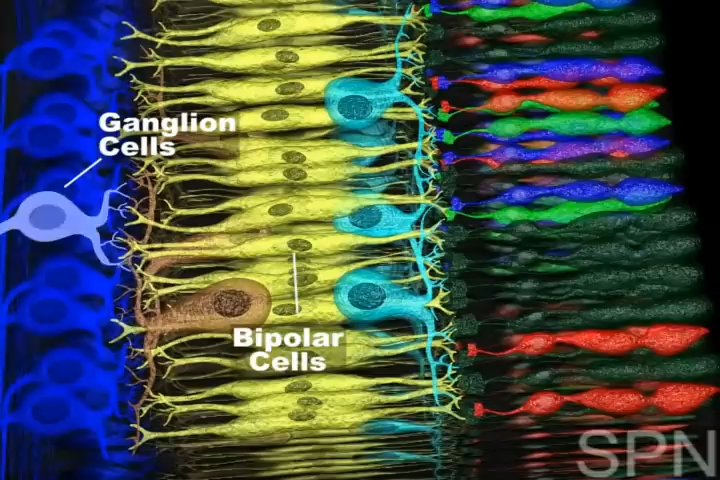 Ganglion
Cells
Bipolar
Cells
SPN